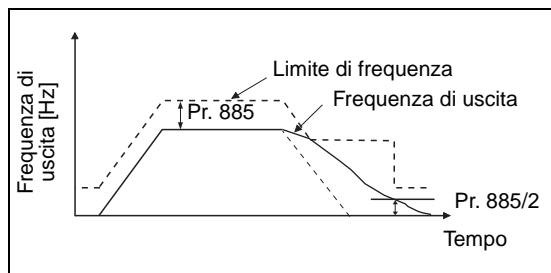 Frequenza di
uscita [Hz]
Limite di frequenza
Pr. 885
Frequenza di uscita
Pr. 885/2
Tempo